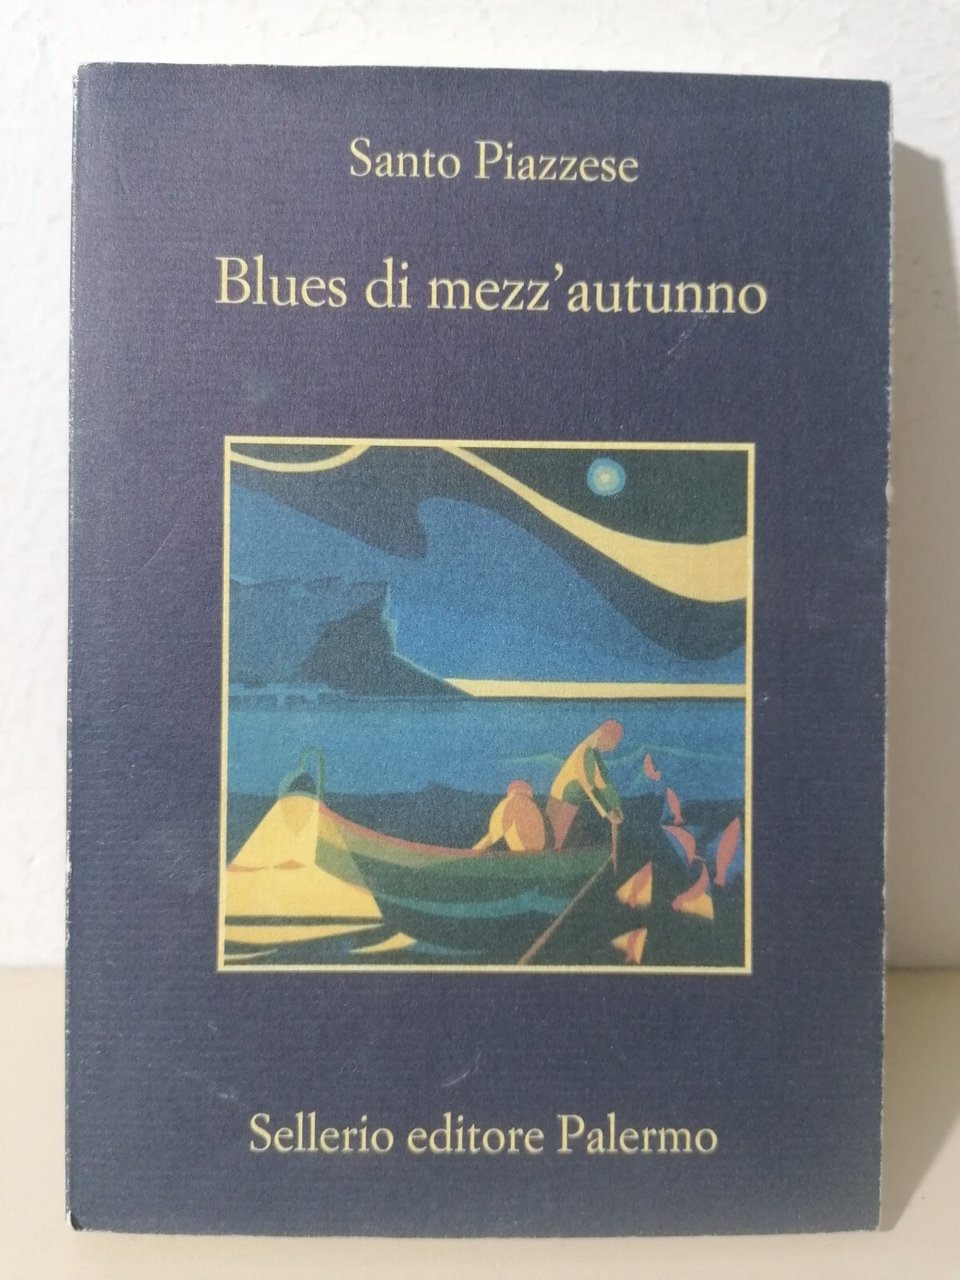 Santo Piazzese
Blues di mezz'autunno
Sellerio editore Palermo